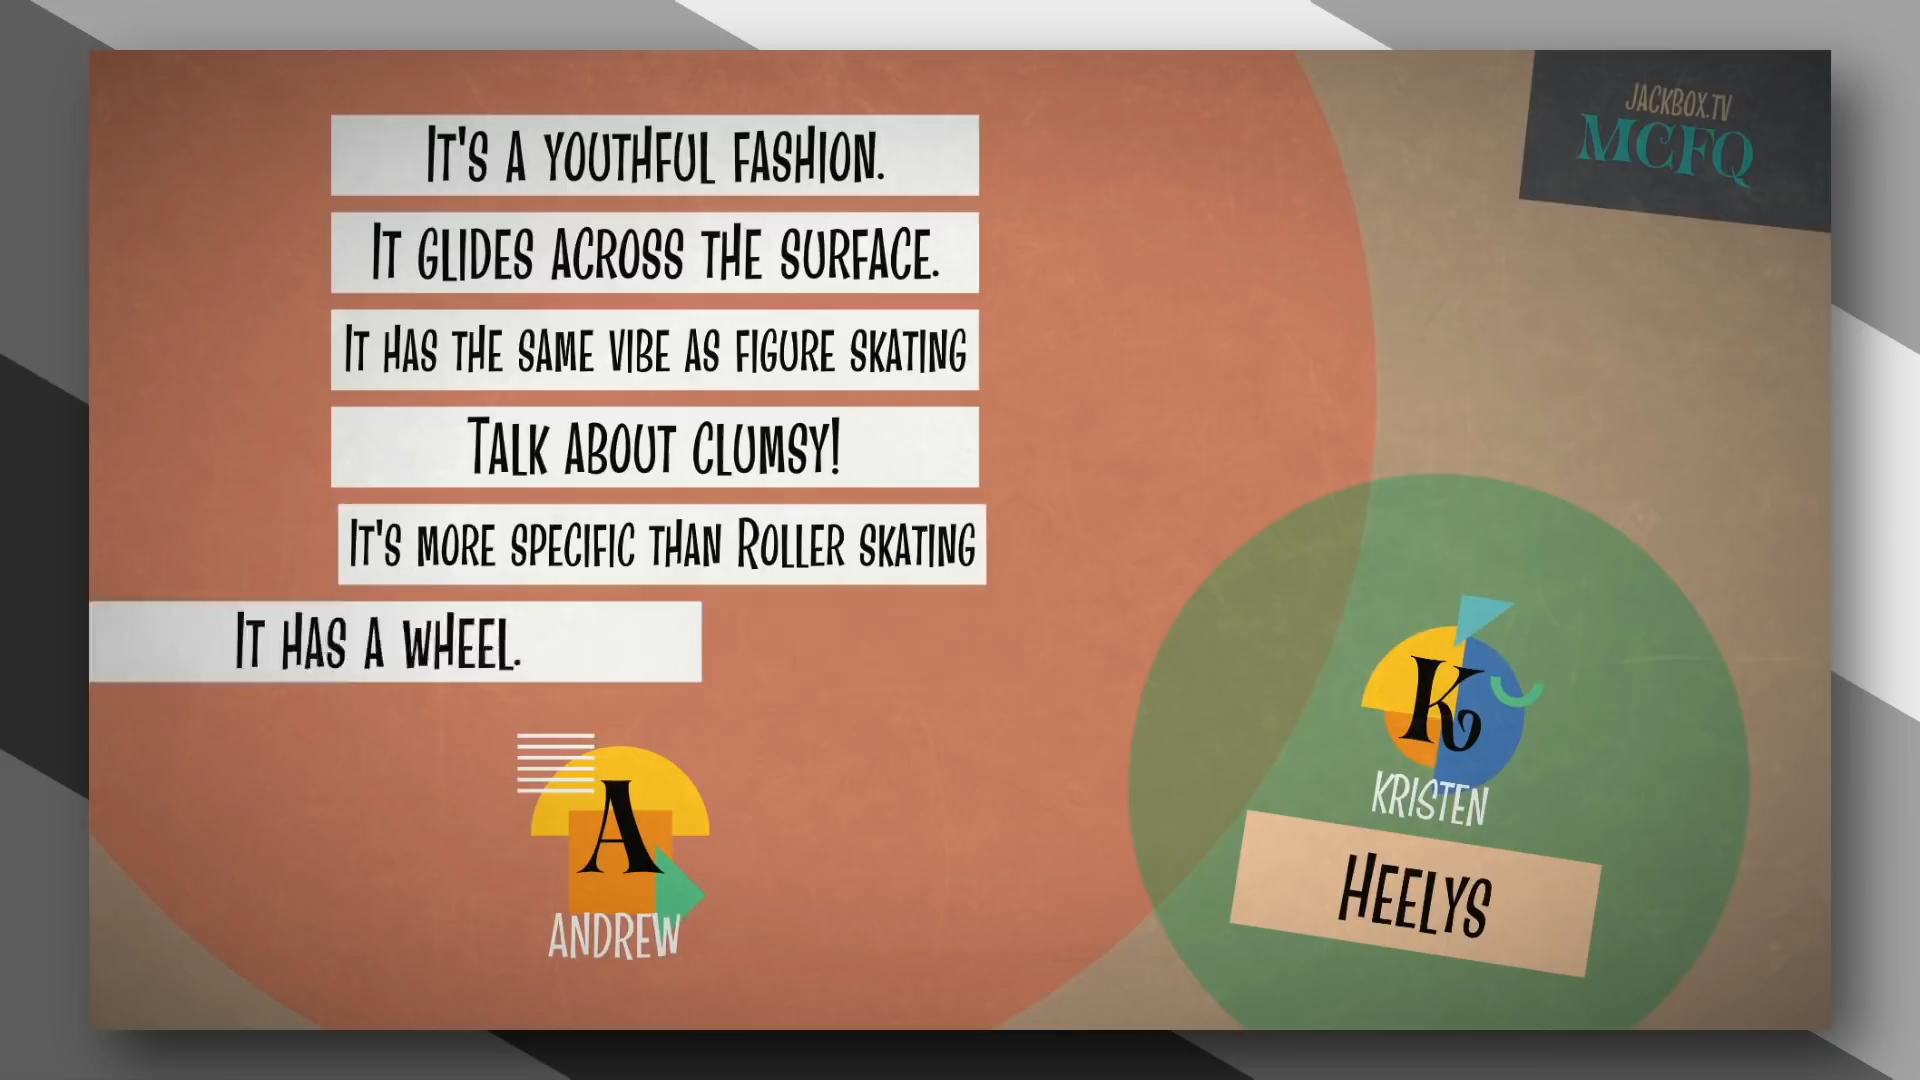 It's a youthful fashion.
It glides across the surface.
It has the same vibe as figure skating
Talk about clumsy!
It's more specific than Roller skating
It has a wheel.
A
ANDREW
JACKBOX.TV
MCFQ
K
KRISTEN
Heelys